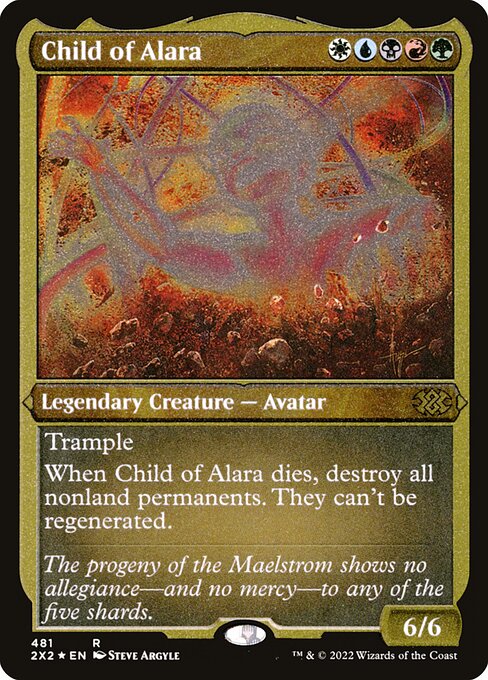 Child of Alara
Legendary Creature — Avatar
Trample
When Child of Alara dies, destroy all
nonland permanents. They can't be
regenerated.
The progeny of the Maelstrom shows no
allegiance—and no mercy—to any of the
five shards.
6/6
481 R
2X2 ★ EN Steve Argyle
™ & © 2022 Wizards of the Coast